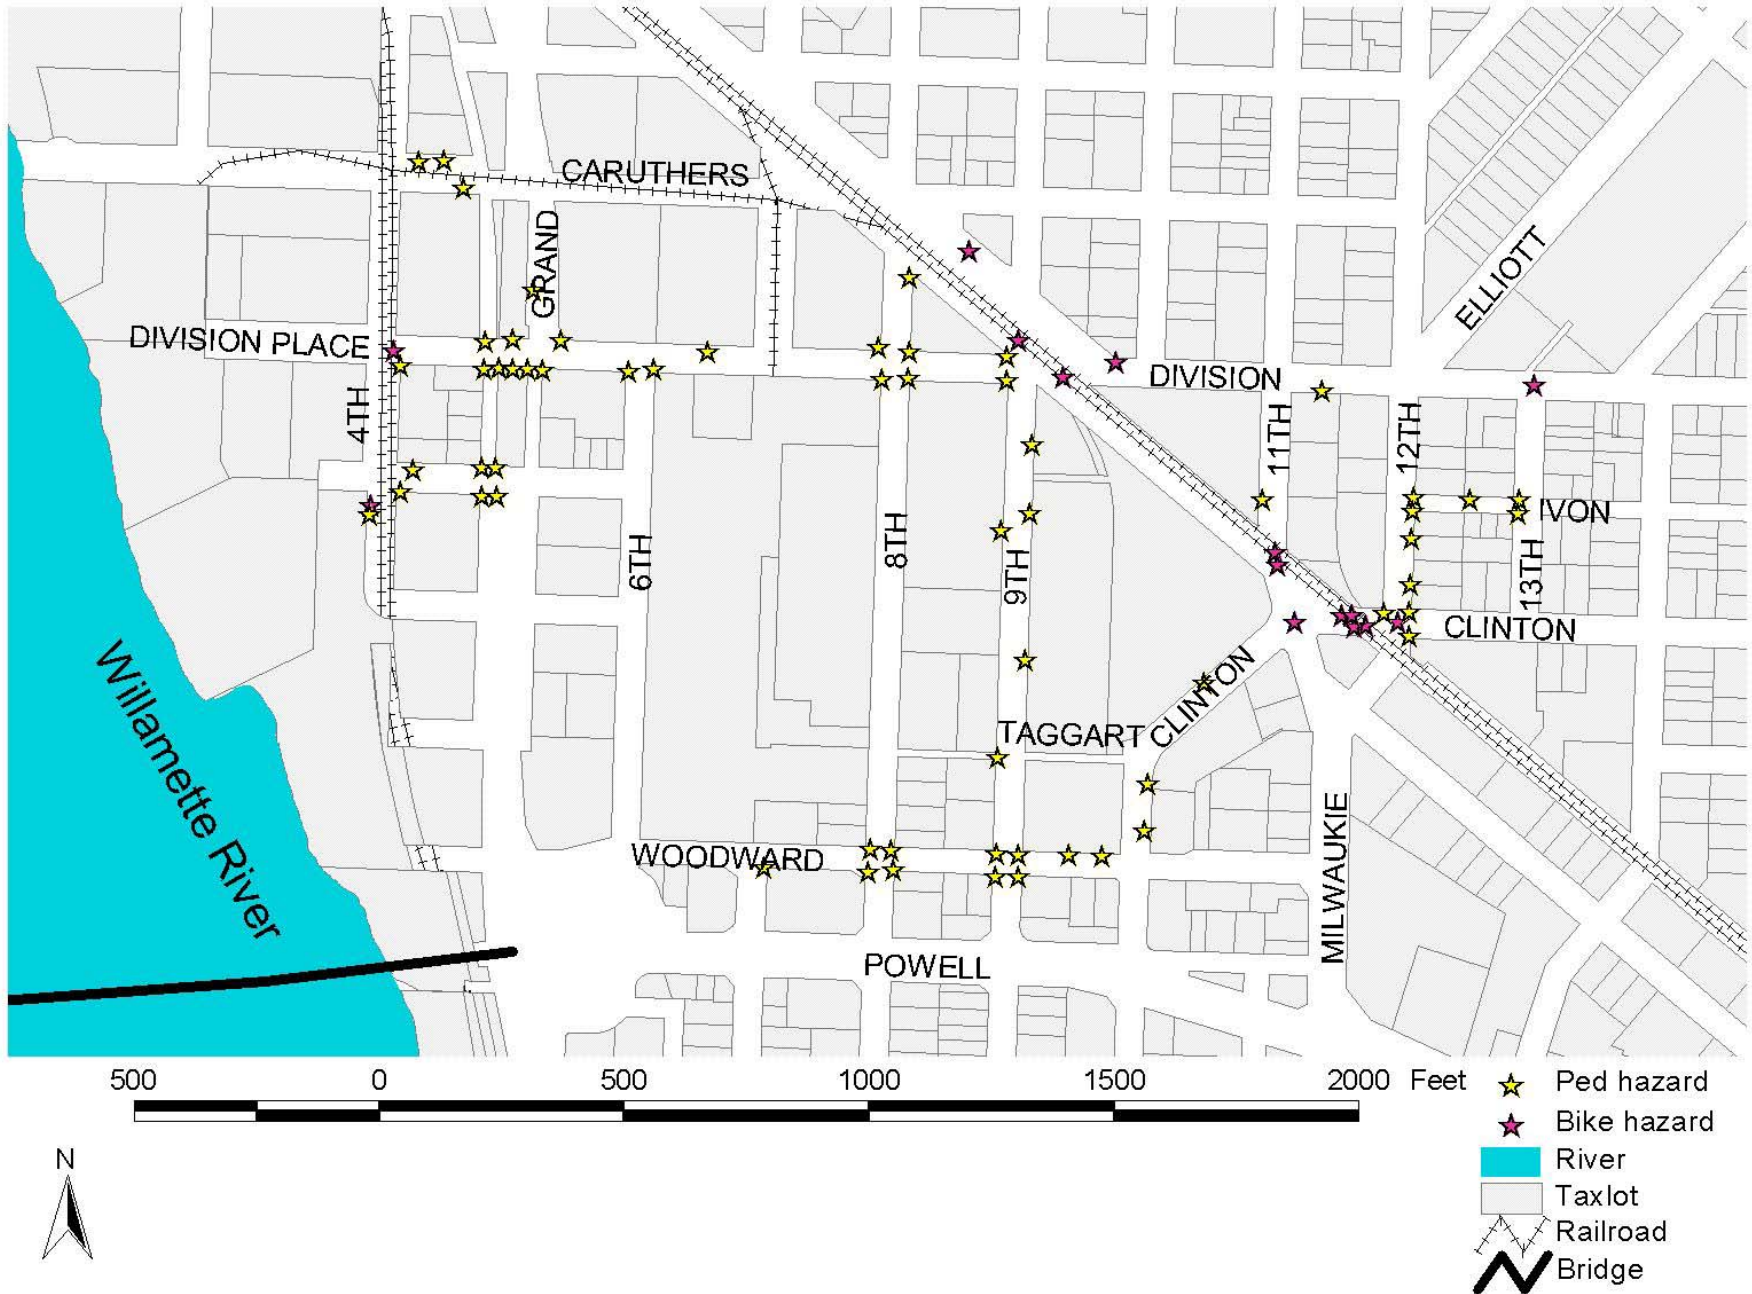 CARUTHERS
GRAND
ELLIOTT
DIVISION PLACE
DIVISION
4TH
11TH
12TH
IVON
8TH
6TH
9TH
13TH
CLINTON
Willamette River
CLINTON
TAGGART
MILWAUKIE
WOODWARD
POWELL
500 0 500 1000 1500 2000 Feet
Ped hazard
Bike hazard
River
Taxlot
Railroad
Bridge
N